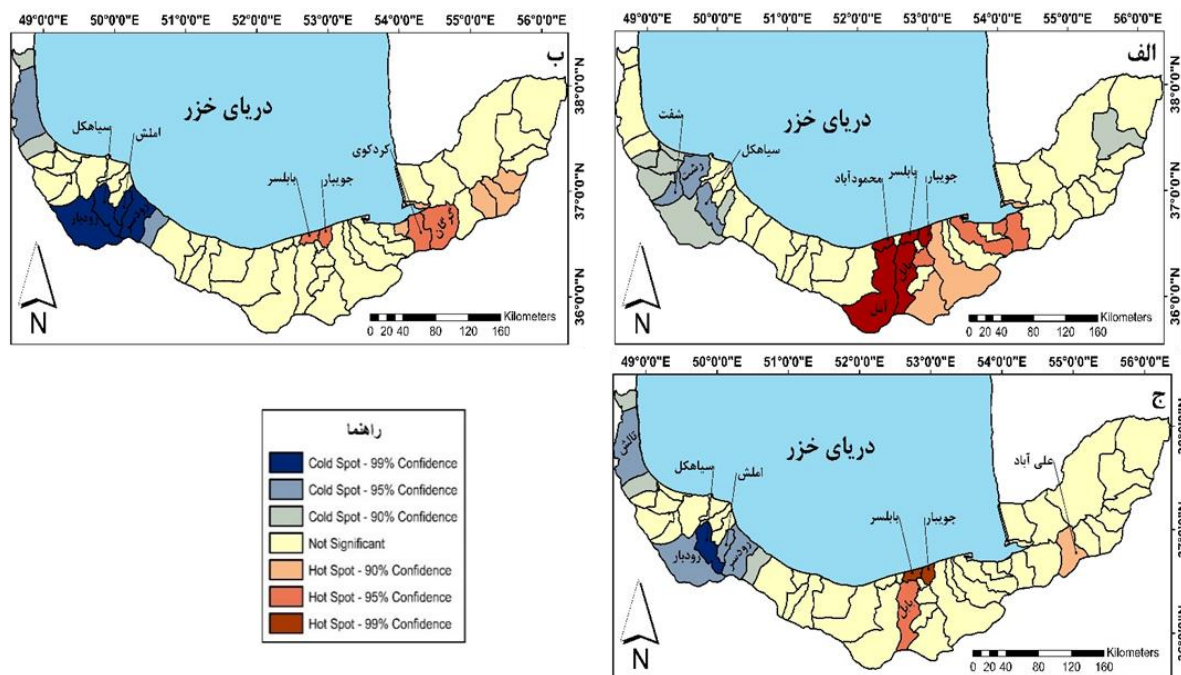 49°0'0"E 50°0'0"E 51°0'0"E 52°0'0"E 53°0'0"E 54°0'0"E 55°0'0"E 56°0'0"E
الف
دریای خزر
شفت
رشت
سیاهکل
محمودآباد
بابلسر
جویبار
بابل
آمل
38°0'0"N
37°0'0"N
36°0'0"N
N
Kilometers
0 20 40 80 120 160
49°0'0"E 50°0'0"E 51°0'0"E 52°0'0"E 53°0'0"E 54°0'0"E 55°0'0"E 56°0'0"E
ب
دریای خزر
سیاهکل
املش
کردکوی
بابلسر
جویبار
گرگان
رودبار
رودسر
38°0'0"N
37°0'0"N
36°0'0"N
N
Kilometers
0 20 40 80 120 160
49°0'0"E 50°0'0"E 51°0'0"E 52°0'0"E 53°0'0"E 54°0'0"E 55°0'0"E 56°0'0"E
ج
دریای خزر
تالش
سیاهکل
املش
علی آباد
بابلسر
جویبار
رودبار
رودسر
بابل
N
Kilometers
0 20 40 80 120 160
راهنما
Cold Spot - 99% Confidence
Cold Spot - 95% Confidence
Cold Spot - 90% Confidence
Not Significant
Hot Spot - 90% Confidence
Hot Spot - 95% Confidence
Hot Spot - 99% Confidence